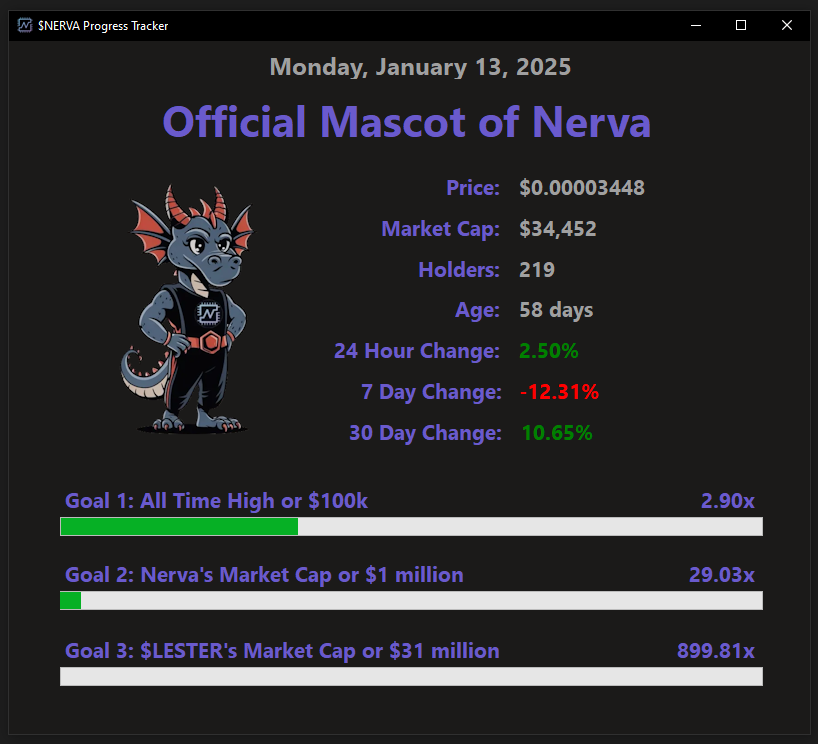 $NERVA Progress Tracker
Monday, January 13, 2025
Official Mascot of Nerva
Price: $0.00003448
Market Cap: $34,452
Holders: 219
Age: 58 days
24 Hour Change: 2.50%
7 Day Change: -12.31%
30 Day Change: 10.65%
Goal 1: All Time High or $100k 2.90x
Goal 2: Nerva's Market Cap or $1 million 29.03x
Goal 3: $LESTER's Market Cap or $31 million 899.81x